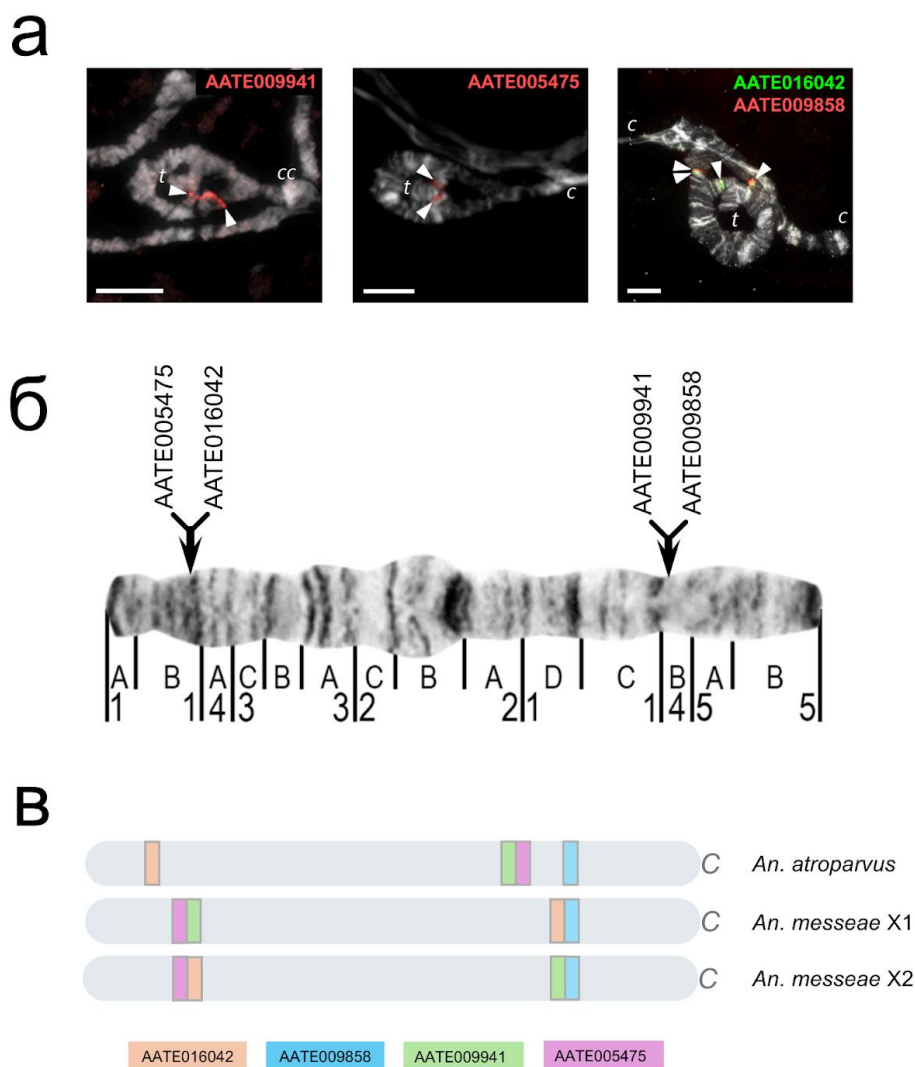 а
AATE009941
t
cc
AATE005475
t
c
AATE016042
AATE009858
c
t
c
б
AATE005475
AATE016042
AATE009941
AATE009858
A B A C B A C B A D C B A B
1 1 4 3 3 2 2 1 1 4 5 5
в
C An. atroparvus
C An. messeae X1
C An. messeae X2
AATE016042 AATE009858 AATE009941 AATE005475